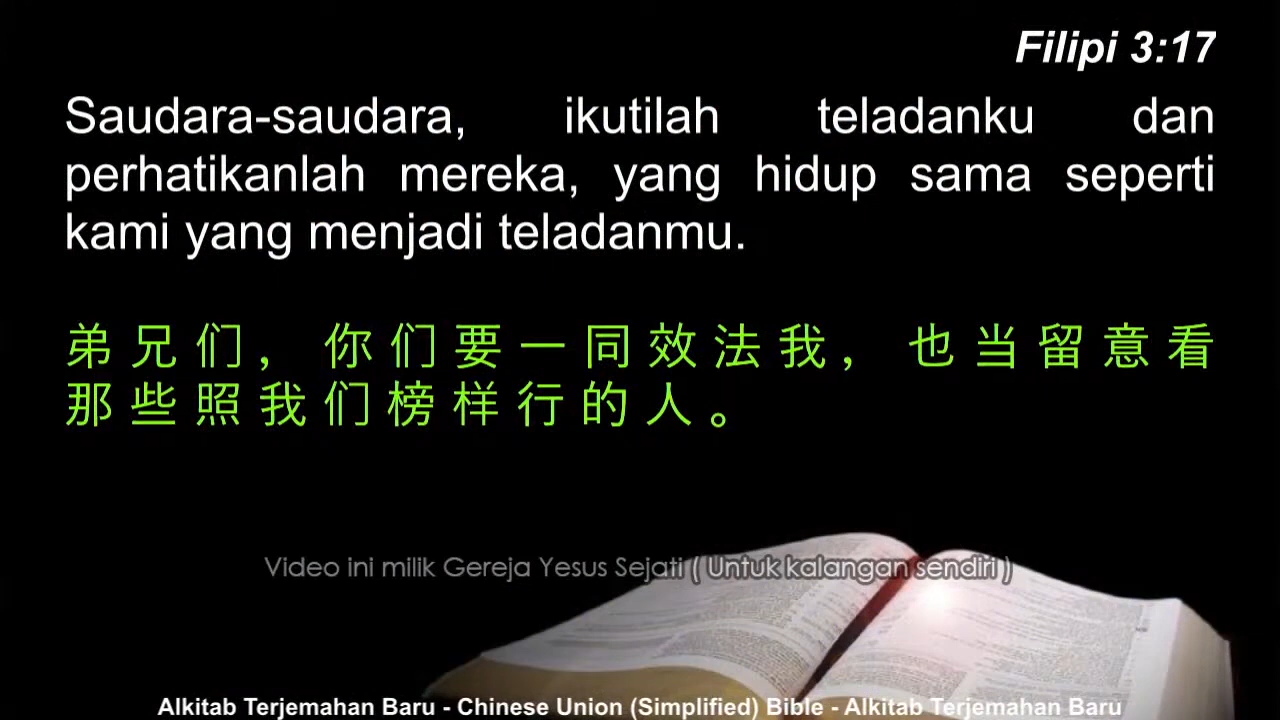 Filipi 3:17
Saudara-saudara, ikutilah teladanku dan
perhatikanlah mereka, yang hidup sama seperti
kami yang menjadi teladanmu.
弟兄们，你们要一同效法我，也当留意看
那些照我们榜样行的人。
Video ini milik Gereja Yesus Sejati ( Untuk kalangan sendiri )
Alkitab Terjemahan Baru - Chinese Union (Simplified) Bible - Alkitab Terjemahan Baru